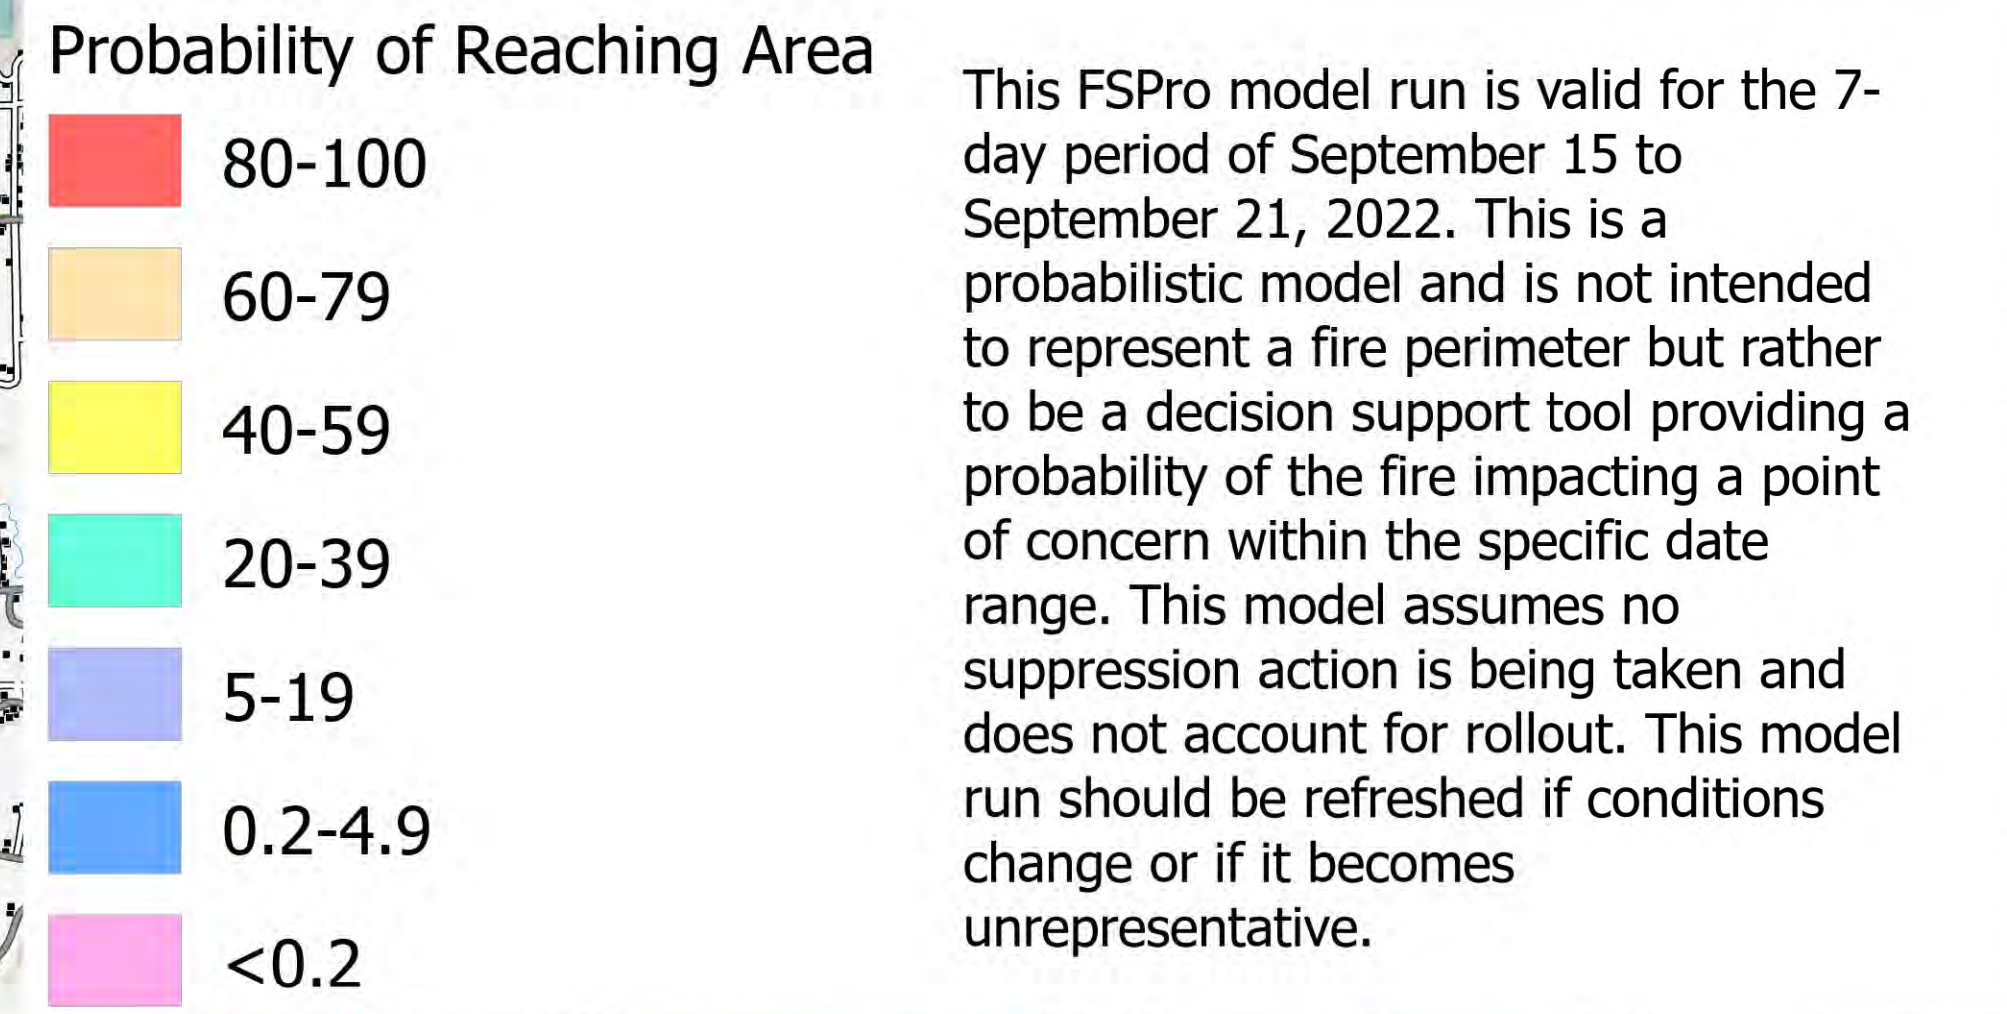 Probability of Reaching Area
80-100
60-79
40-59
20-39
5-19
0.2-4.9
<0.2
This FSPro model run is valid for the 7-
day period of September 15 to
September 21, 2022. This is a
probabilistic model and is not intended
to represent a fire perimeter but rather
to be a decision support tool providing a
probability of the fire impacting a point
of concern within the specific date
range. This model assumes no
suppression action is being taken and
does not account for rollout. This model
run should be refreshed if conditions
change or if it becomes
unrepresentative.